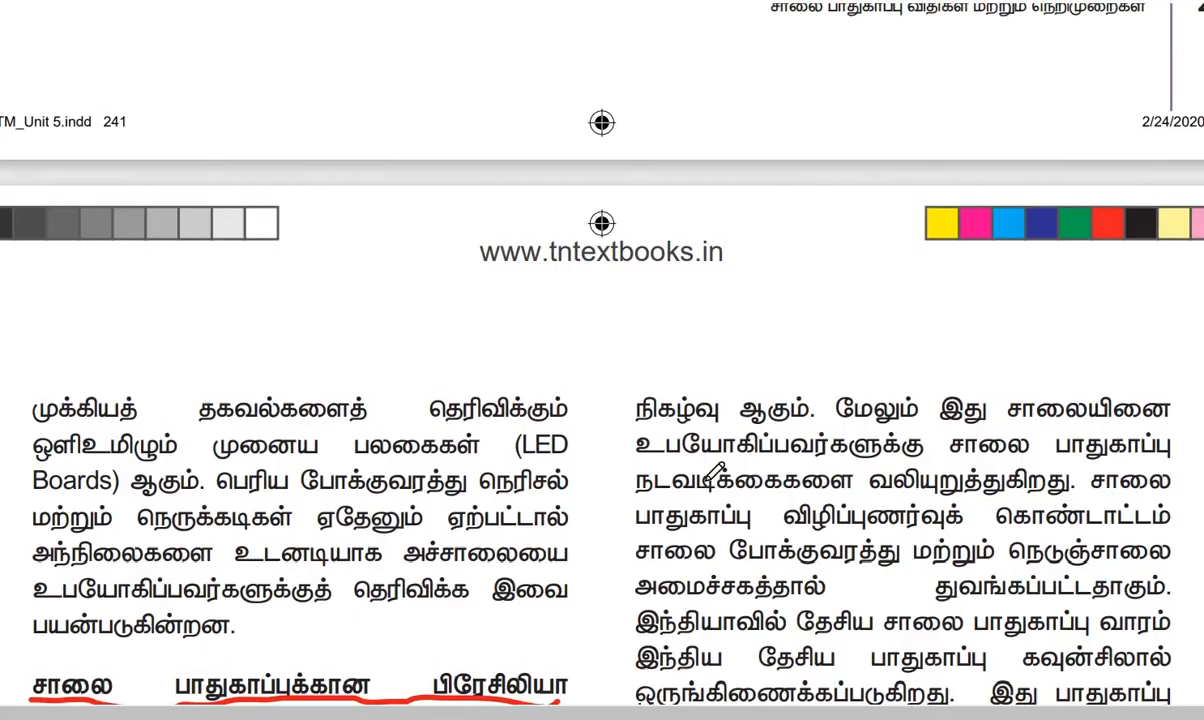 சாலை பாதுகாப்பு விதிகள் மற்றும் நெறிமுறைகள்
TM_Unit 5.indd 241
2/24/2020
www.tntextbooks.in
முக்கியத் தகவல்களைத் தெரிவிக்கும்
ஒளிஉமிழும் முனைய பலகைகள் (LED
Boards) ஆகும். பெரிய போக்குவரத்து நெரிசல்
மற்றும் நெருக்கடிகள் ஏதேனும் ஏற்பட்டால்
அந்நிலைகளை உடனடியாக அச்சாலையை
உபயோகிப்பவர்களுக்குத் தெரிவிக்க இவை
பயன்படுகின்றன.
சாலை பாதுகாப்புக்கான பிரேசிலியா
நிகழ்வு ஆகும். மேலும் இது சாலையினை
உபயோகிப்பவர்களுக்கு சாலை பாதுகாப்பு
நடவடிக்கைகளை வலியுறுத்துகிறது. சாலை
பாதுகாப்பு விழிப்புணர்வுக் கொண்டாட்டம்
சாலை போக்குவரத்து மற்றும் நெடுஞ்சாலை
அமைச்சகத்தால் துவங்கப்பட்டதாகும்.
இந்தியாவில் தேசிய சாலை பாதுகாப்பு வாரம்
இந்திய தேசிய பாதுகாப்பு கவுன்சிலால்
ஒருங்கிணைக்கப்படுகிறது. இது பாதுகாப்பு